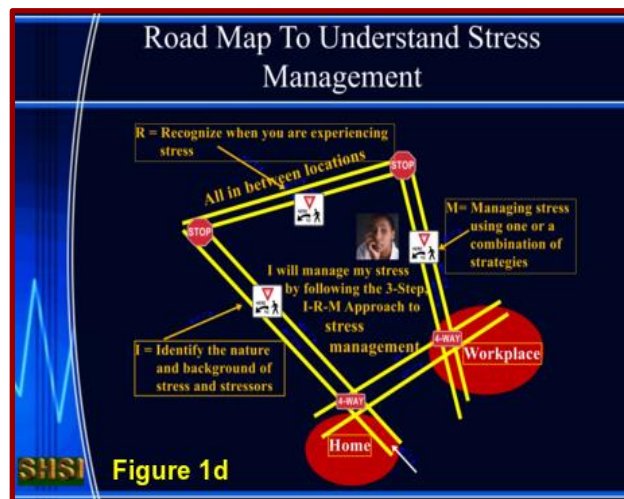 Road Map To Understand Stress
Management
R = Recognize when you are experiencing
stress
All in between locations
STOP
STOP
M= Managing stress
using one or a
combination of
strategies
I will manage my stress
by following the 3-Step,
I-R-M Approach to
stress
management
I = Identify the nature
and background of
stress and stressors
4-WAY
Workplace
4-WAY
Home
SHSI
Figure 1d